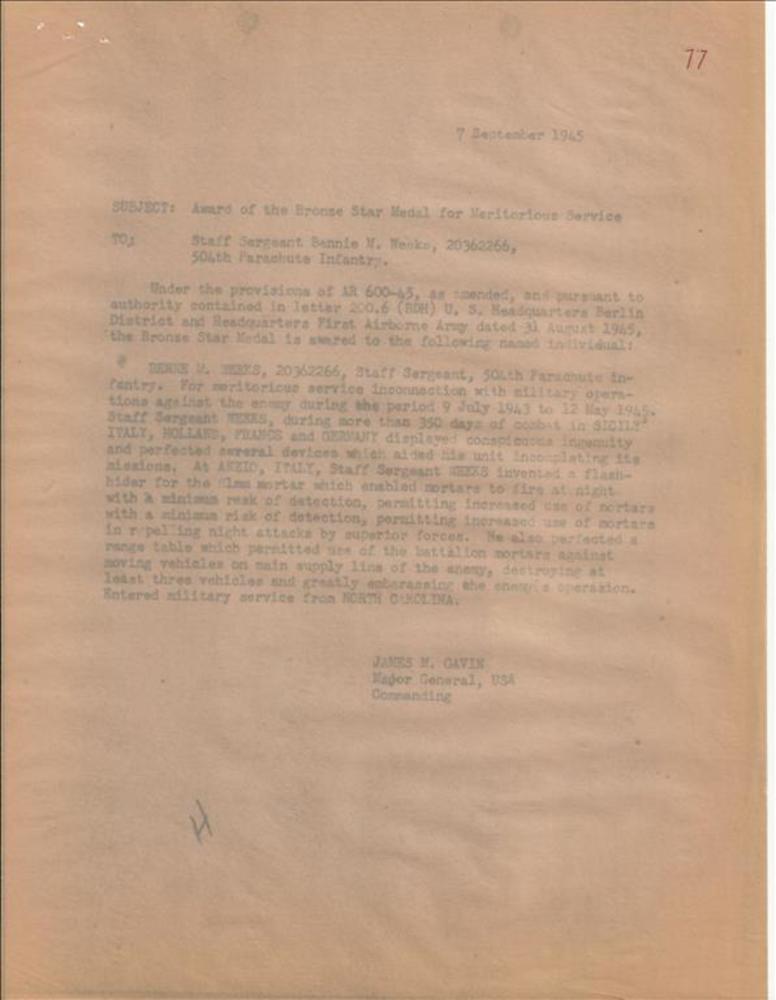 77
7 September 1945
SUBJECT: Award of the Bronze Star Medal for Meritorious Service
TO: Staff Sergeant Bennie M. Weeks, 20362266,
504th Parachute Infantry.
Under the provisions of AR 600-45, as amended, and pursuant to
authority contained in letter 200.6 (BDH) U. S. Headquarters Berlin
District and Headquarters First Airborne Army dated 31 August 1945,
the Bronze Star Medal is awared to the following named individual:
WEEKS, 20362266, Staff Sergeant, 504th Parachute In-
fantry. For meritorious service inconnection with military opera-
tions against the enemy during the period 9 July 1943 to 12 May 1945.
Staff Sergeant WEEKS, during more than 350 days of combat in SICILY
ITALY, HOLLAND, FRANCE and GERMANY displayed conspicuous ingenuity
and perfected several devices which aided his unit incompleting its
missions. At ANZIO, ITALY, Staff Sergeant WEEKS invented a flash-
hider for the 81mm mortar which enabled mortars to fire at night
with a minimum resk of detection, permitting increased use of mortars
with a minimum risk of detection, permitting increased use of mortars
in repelling night attacks by superior forces. He also perfected a
range table which permitted use of the battalion mortars against
moving vehicles on main supply line of the enemy, destroying at
least three vehicles and greatly embarassing the enemy's operation.
Entered military service from NORTH CAROLINA.
JAMES M. GAVIN
Major General, USA
Commanding
4